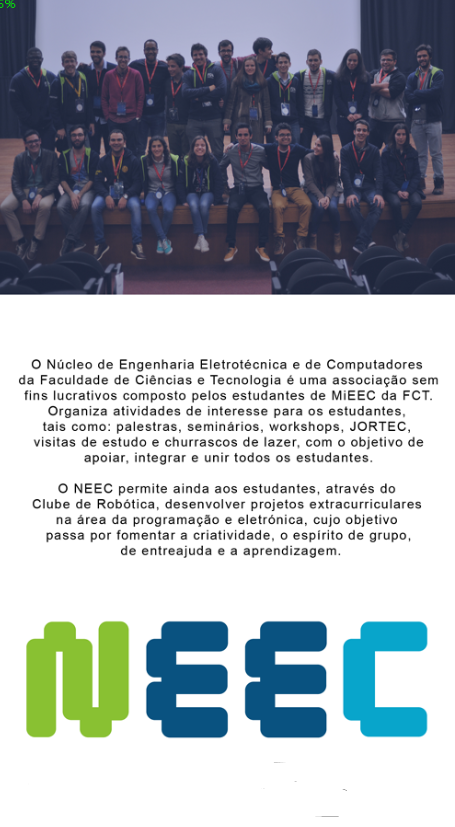 5%
O Núcleo de Engenharia Eletrotécnica e de Computadores
da Faculdade de Ciências e Tecnologia é uma associação sem
fins lucrativos composto pelos estudantes de MiEEC da FCT.
Organiza atividades de interesse para os estudantes,
tais como: palestras, seminários, workshops, JORTEC,
visitas de estudo e churrascos de lazer, com o objetivo de
apoiar, integrar e unir todos os estudantes.
O NEEC permite ainda aos estudantes, através do
Clube de Robótica, desenvolver projetos extracurriculares
na área da programação e eletrónica, cujo objetivo
passa por fomentar a criatividade, o espírito de grupo,
de entreajuda e a aprendizagem.
NEEC